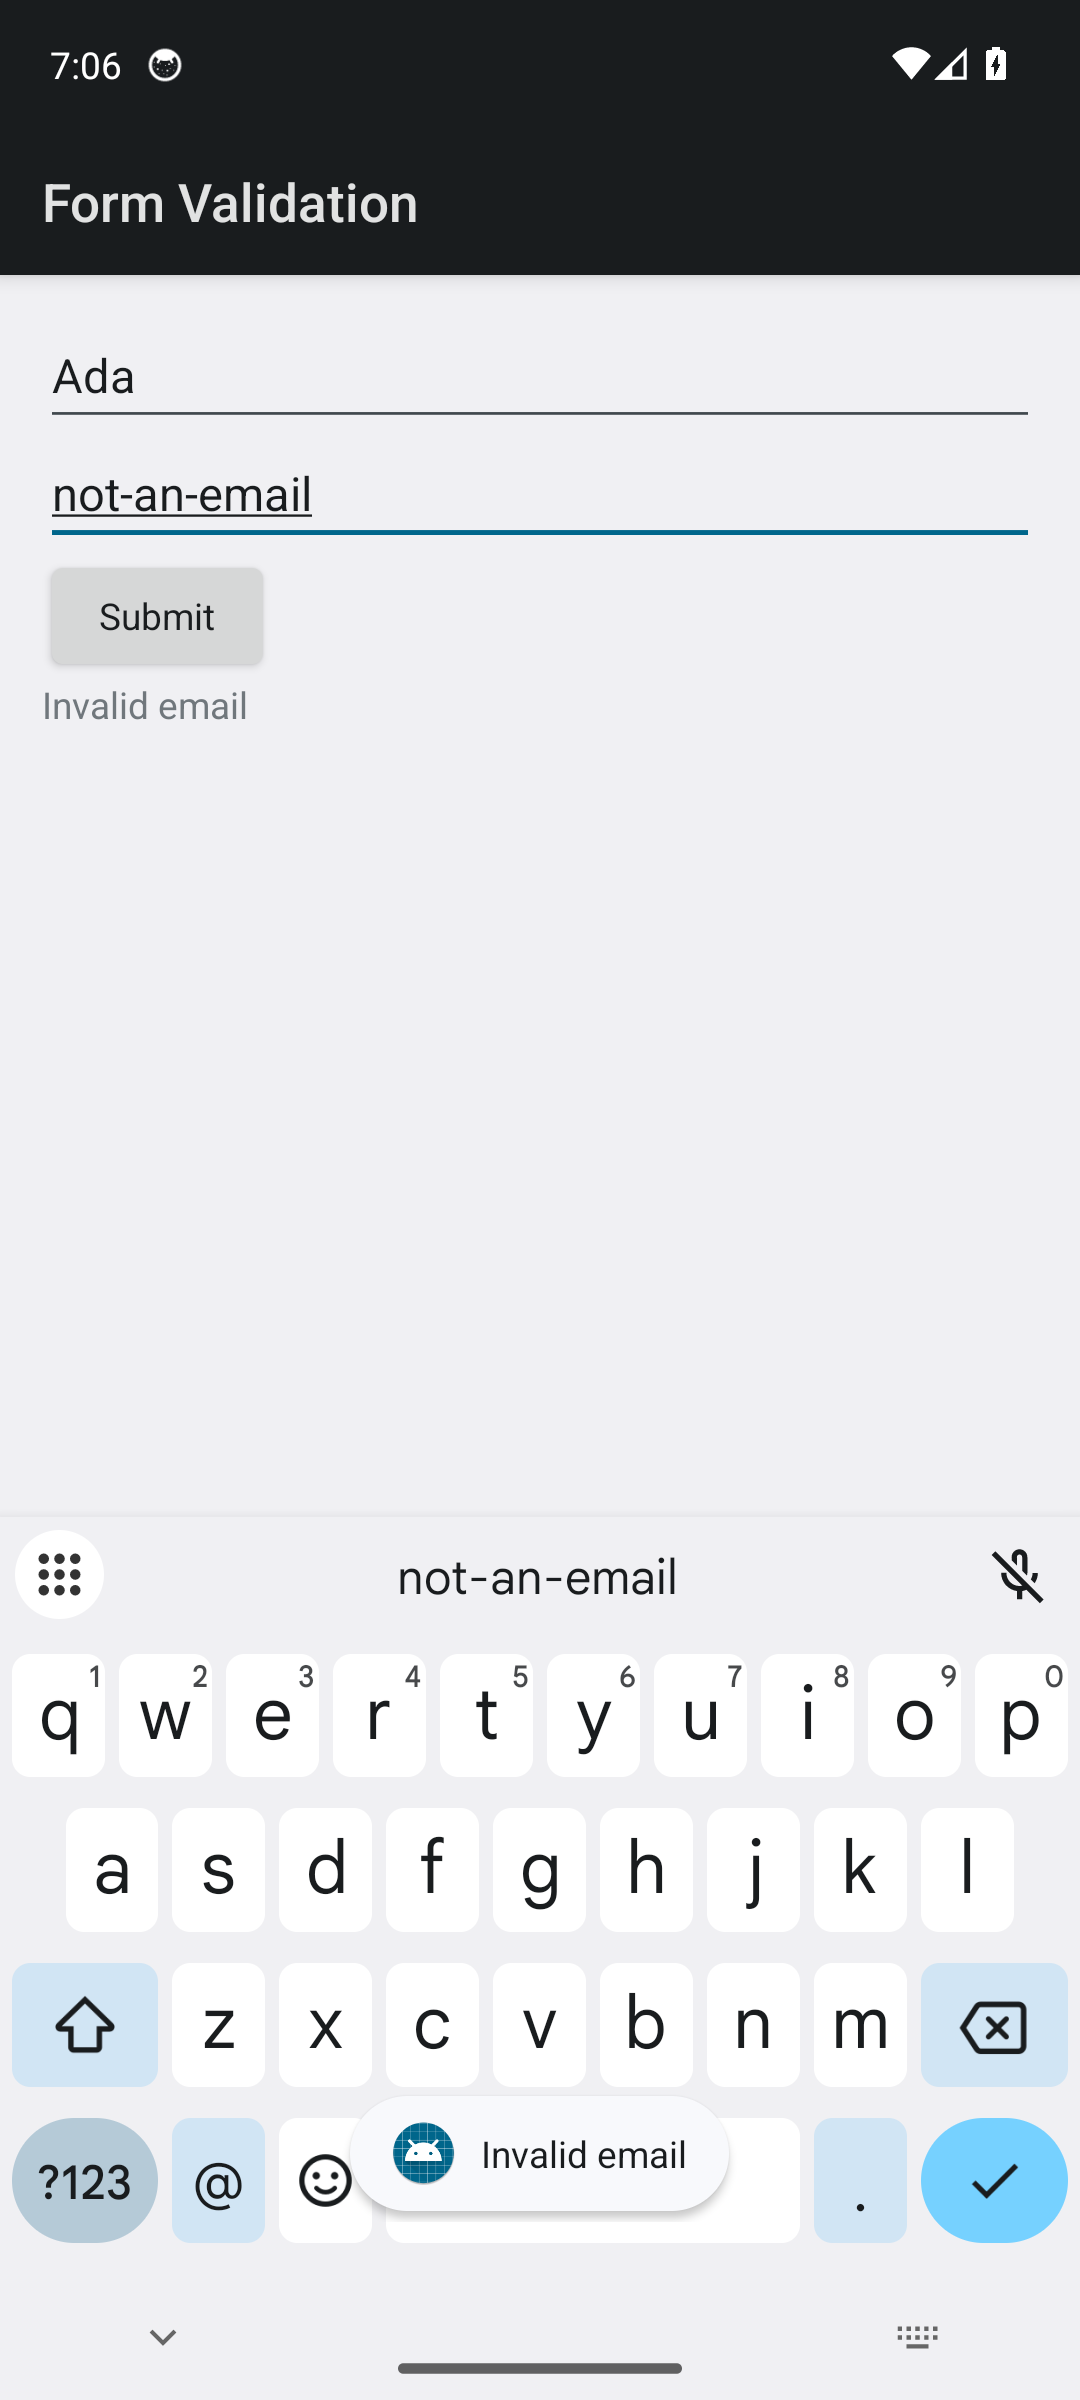 7:06
Form Validation
Ada
not-an-email
Submit
Invalid email
not-an-email
q 1 w 2 e 3 r 4 t 5 y 6 u 7 i 8 o 9 p 0
a s d f g h j k l
z x c v b n m
?123 @ Invalid email .